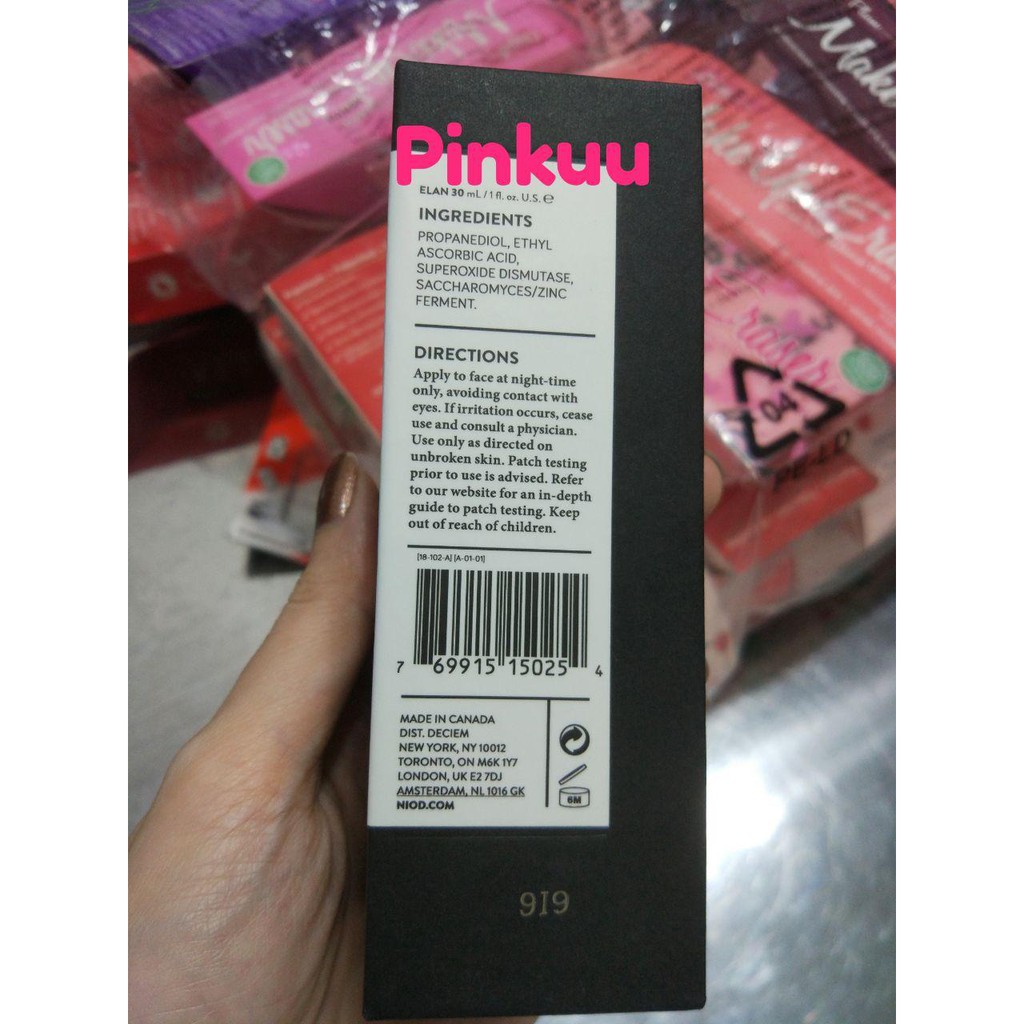 Pinkuu
ELAN 30 mL / 1 fl. oz. U.S. ℮
INGREDIENTS
PROPANEDIOL, ETHYL
ASCORBIC ACID,
SUPEROXIDE DISMUTASE,
SACCHAROMYCES/ZINC
FERMENT.
DIRECTIONS
Apply to face at night-time
only, avoiding contact with
eyes. If irritation occurs, cease
use and consult a physician.
Use only as directed on
unbroken skin. Patch testing
prior to use is advised. Refer
to our website for an in-depth
guide to patch testing. Keep
out of reach of children.
[18-102-A] [A-01-01]
7 69915 15025 4
MADE IN CANADA
DIST. DECIEM
NEW YORK, NY 10012
TORONTO, ON M6K 1Y7
LONDON, UK E2 7DJ
AMSTERDAM, NL 1016 GK
NIOD.COM
6M
9I9
Make
04
PE-LD